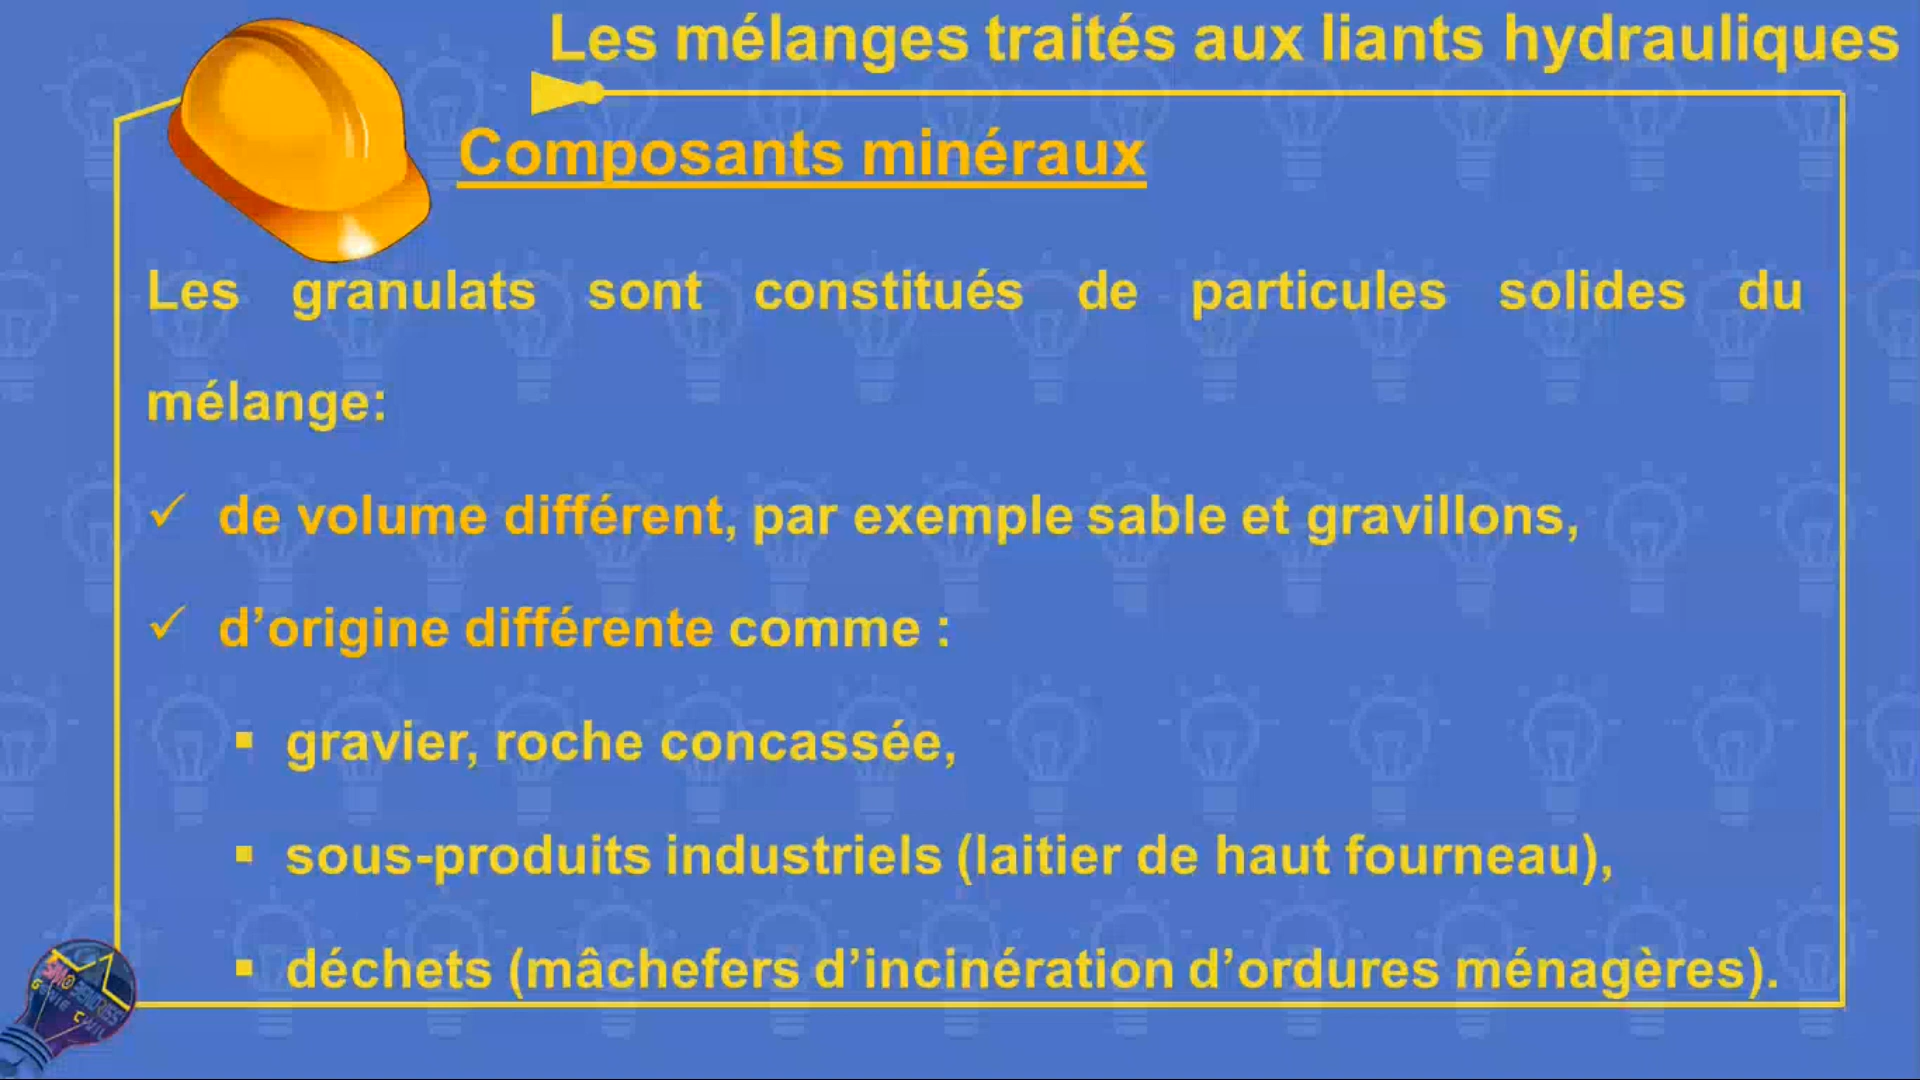 Les mélanges traités aux liants hydrauliques
Composants minéraux
Les granulats sont constitués de particules solides du
mélange:
✓ de volume différent, par exemple sable et gravillons,
✓ d’origine différente comme :
▪ gravier, roche concassée,
▪ sous-produits industriels (laitier de haut fourneau),
▪ déchets (mâchefers d’incinération d’ordures ménagères).